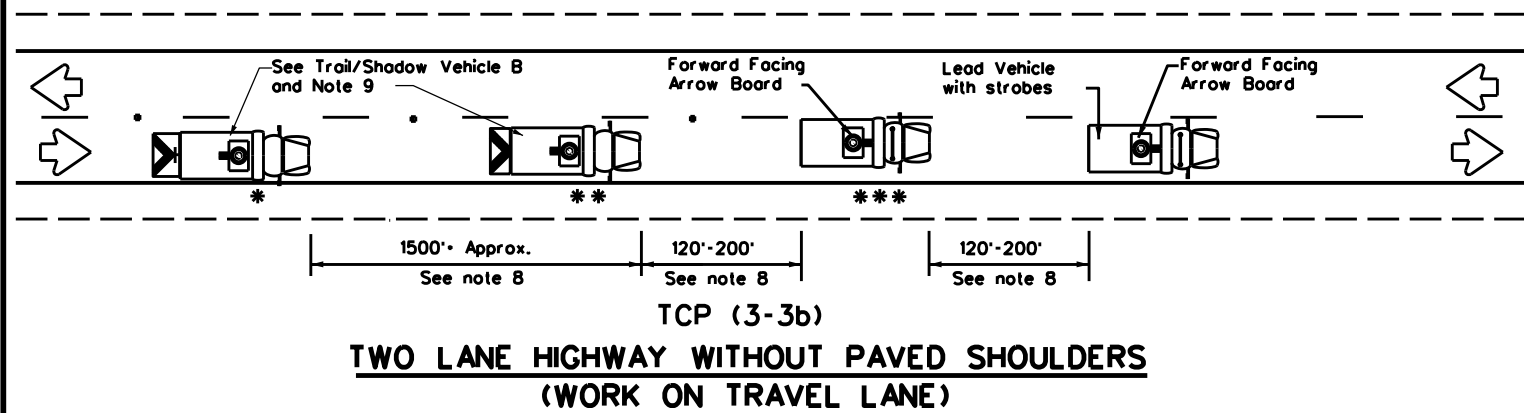 See Trail/Shadow Vehicle B
and Note 9
Forward Facing
Arrow Board
Lead Vehicle
with strobes
Forward Facing
Arrow Board
*
**
***
1500'+ Approx.
See note 8
120'-200'
See note 8
120'-200'
See note 8
TCP (3-3b)
TWO LANE HIGHWAY WITHOUT PAVED SHOULDERS
(WORK ON TRAVEL LANE)